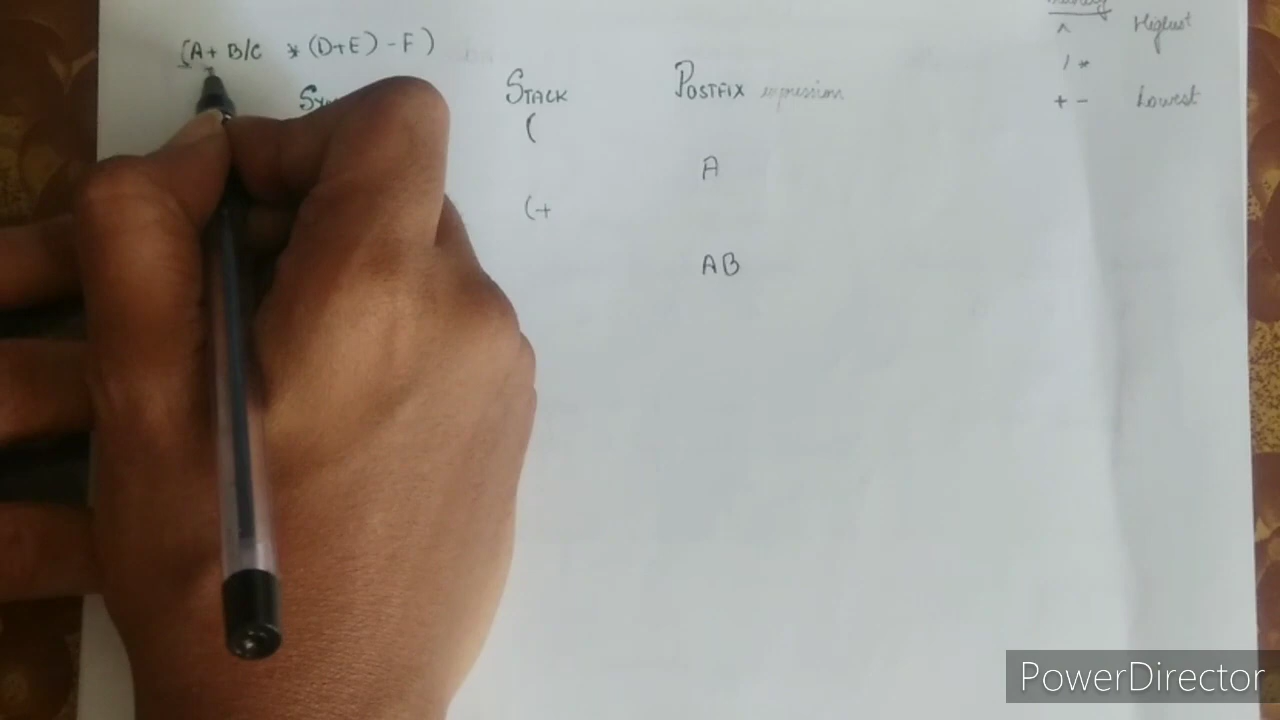 (A + B/C * (D+E) - F )
STACK POSTFIX expression
(
A
(+
AB
^ Highest
/ *
+ - Lowest
PowerDirector